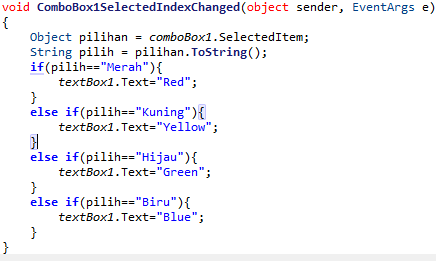 void ComboBox1SelectedIndexChanged(object sender, EventArgs e)
{
Object pilihan = comboBox1.SelectedItem;
String pilih = pilihan.ToString();
if(pilih=="Merah"){
textBox1.Text="Red";
}
else if(pilih=="Kuning"){
textBox1.Text="Yellow";
}
else if(pilih=="Hijau"){
textBox1.Text="Green";
}
else if(pilih=="Biru"){
textBox1.Text="Blue";
}
}